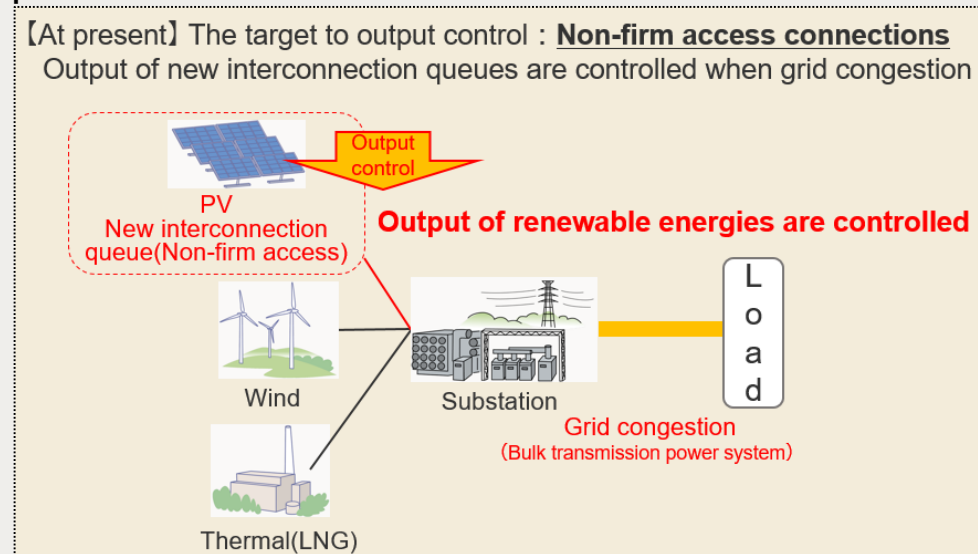 【At present】 The target to output control：Non-firm access connections
Output of new interconnection queues are controlled when grid congestion
Output
control
PV
New interconnection
queue(Non-firm access)
Output of renewable energies are controlled
Wind
Substation
Load
Grid congestion
（Bulk transmission power system）
Thermal(LNG)